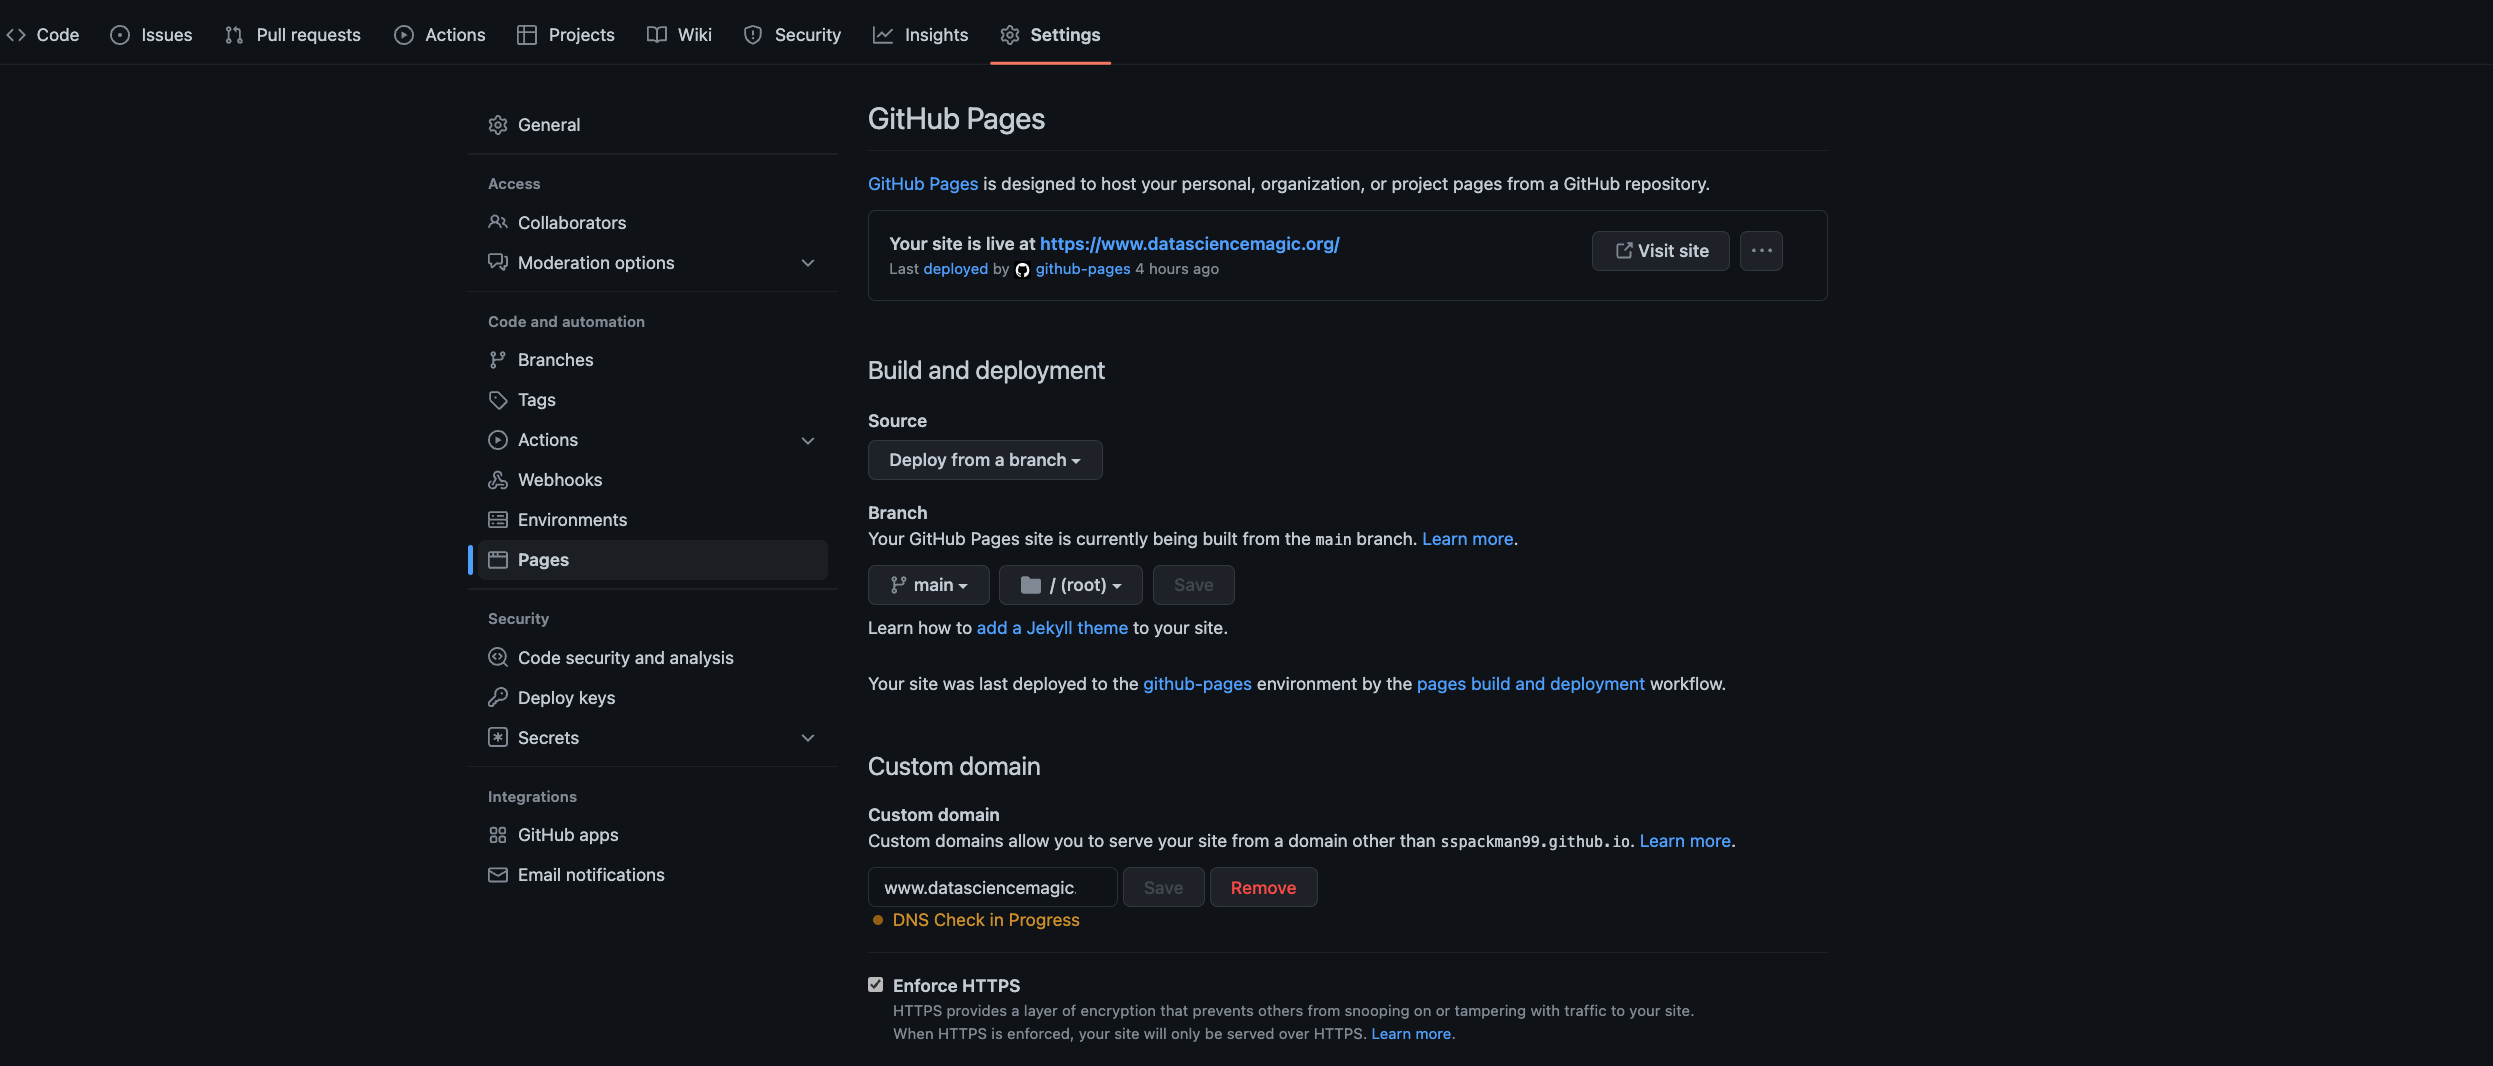 Code Issues Pull requests Actions Projects Wiki Security Insights Settings
General
Access
Collaborators
Moderation options
Code and automation
Branches
Tags
Actions
Webhooks
Environments
Pages
Security
Code security and analysis
Deploy keys
Secrets
Integrations
GitHub apps
Email notifications
GitHub Pages
GitHub Pages is designed to host your personal, organization, or project pages from a GitHub repository.
Your site is live at https://www.datasciencemagic.org/
Last deployed by github-pages 4 hours ago
Visit site
Build and deployment
Source
Deploy from a branch
Branch
Your GitHub Pages site is currently being built from the main branch. Learn more.
main / (root) Save
Learn how to add a Jekyll theme to your site.
Your site was last deployed to the github-pages environment by the pages build and deployment workflow.
Custom domain
Custom domain
Custom domains allow you to serve your site from a domain other than sspackman99.github.io. Learn more.
www.datasciencemagic. Save Remove
DNS Check in Progress
Enforce HTTPS
HTTPS provides a layer of encryption that prevents others from snooping on or tampering with traffic to your site.
When HTTPS is enforced, your site will only be served over HTTPS. Learn more.